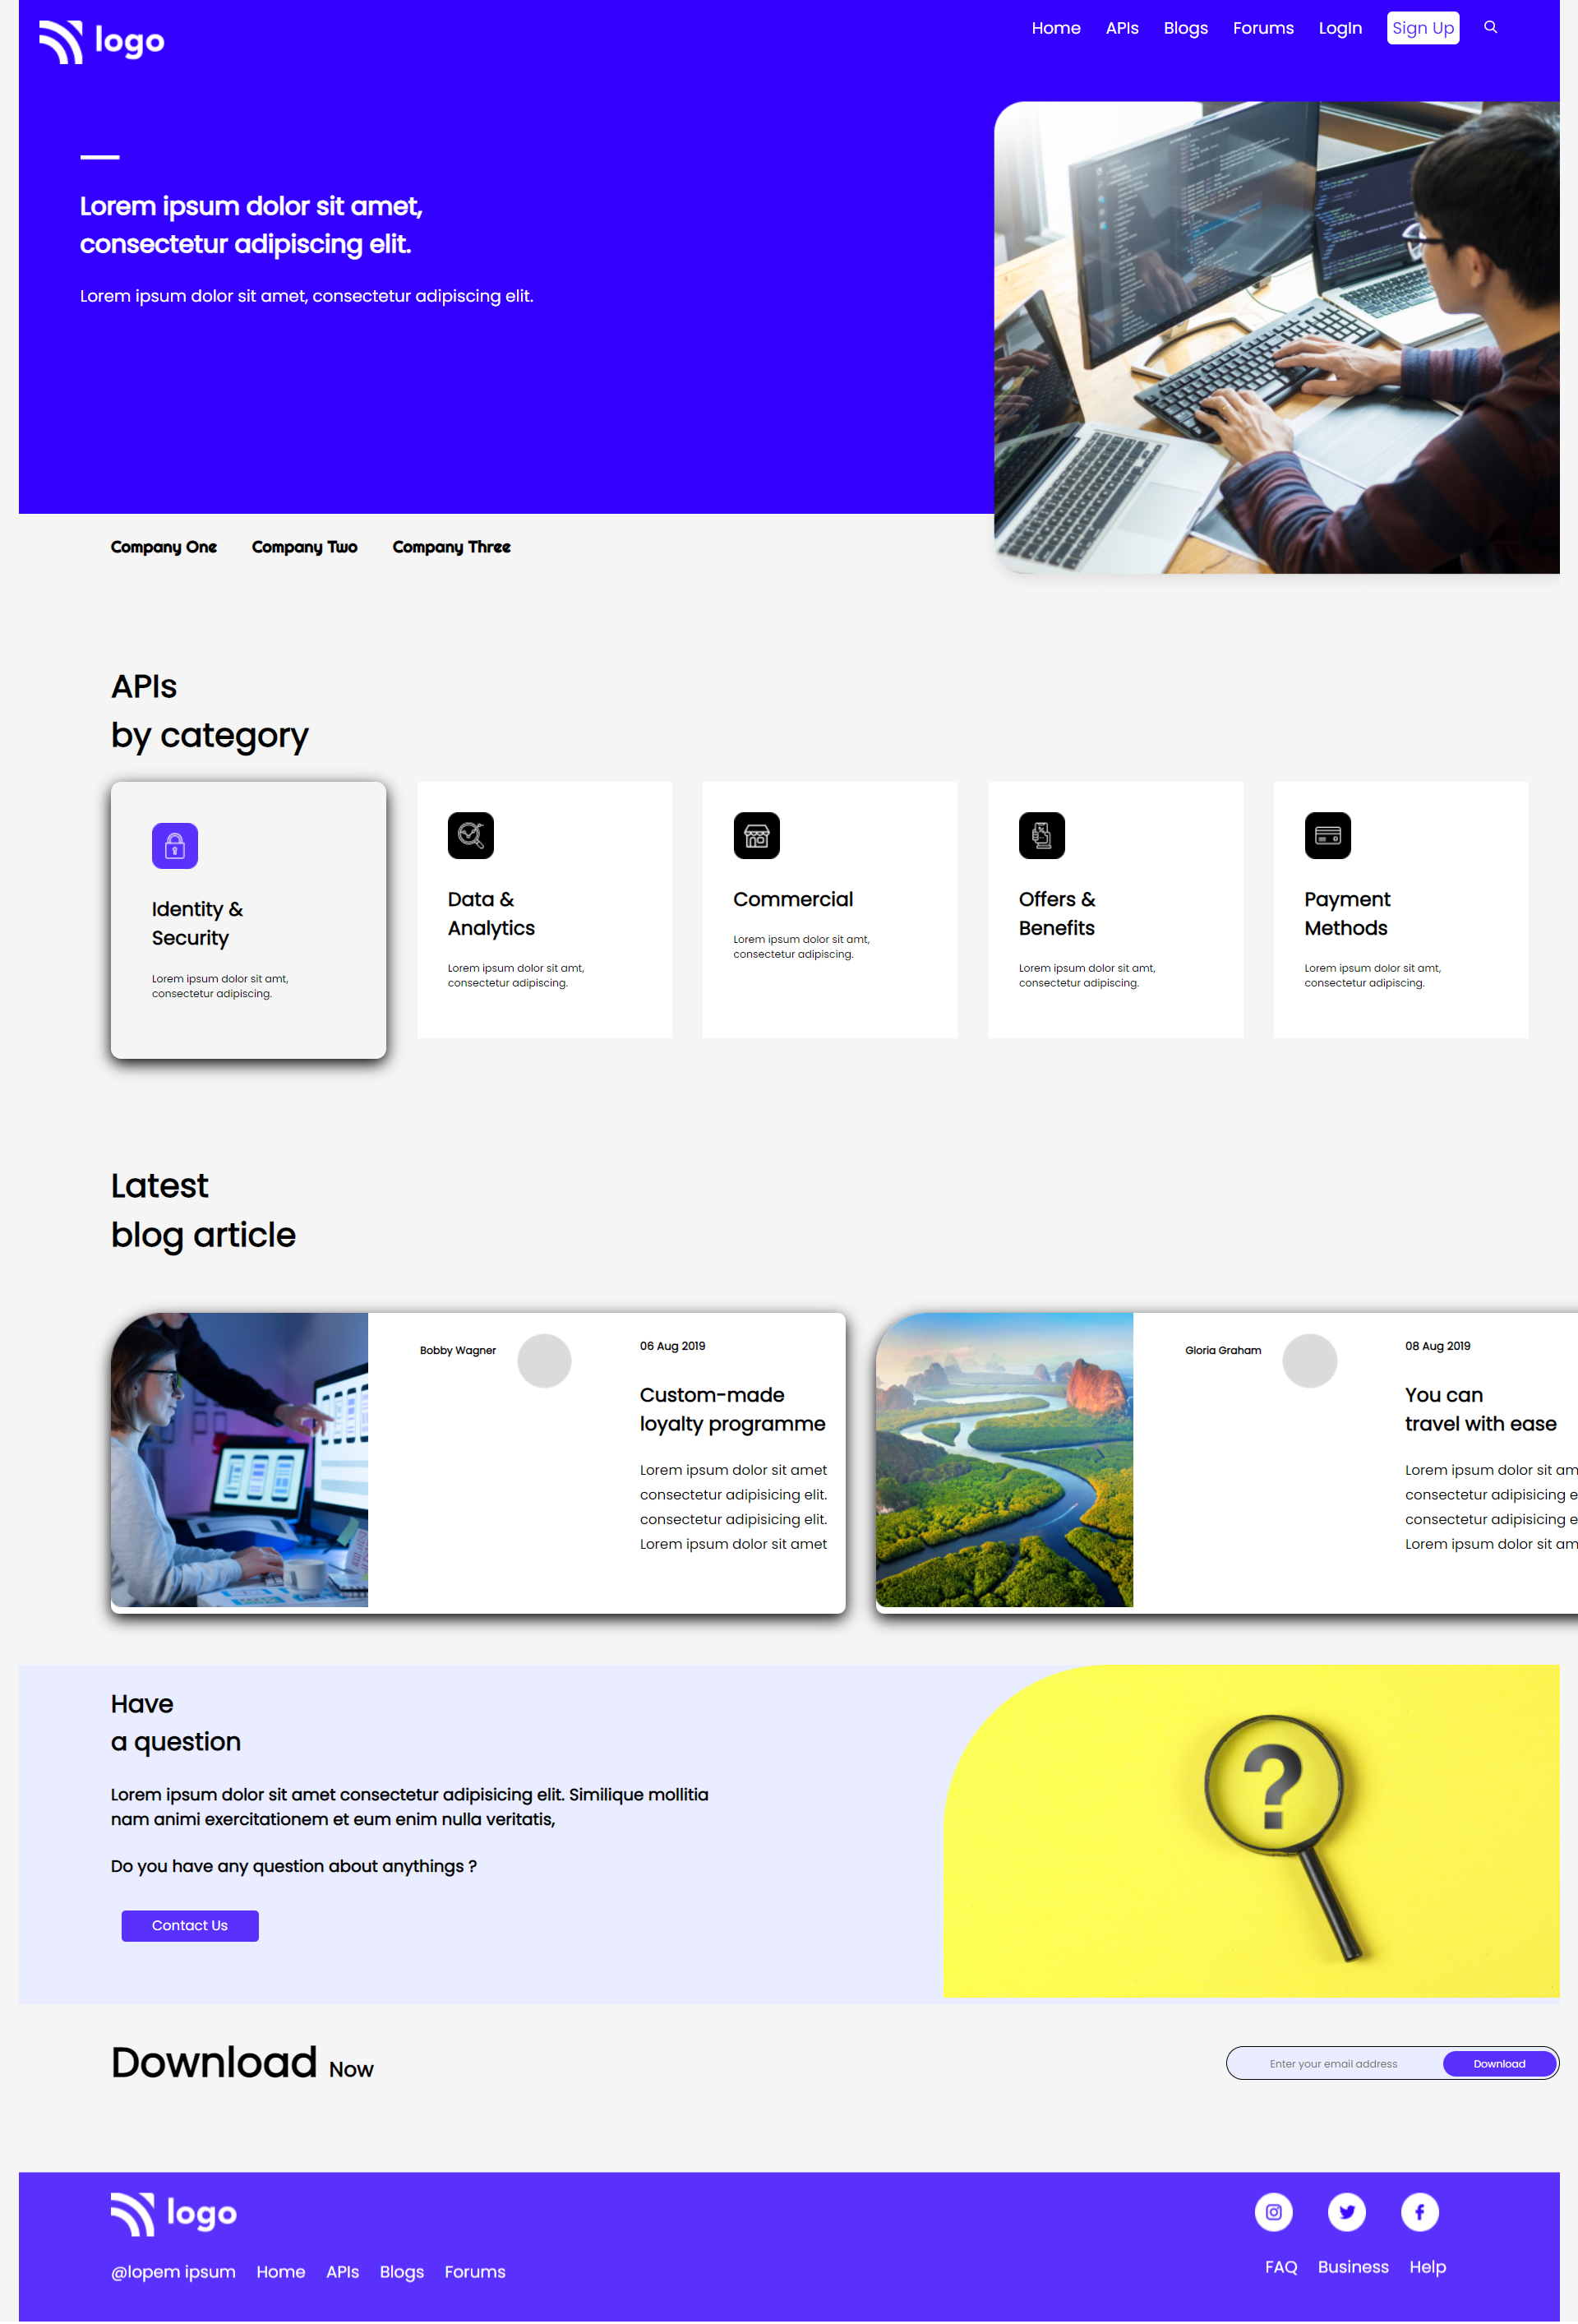 logo
Home APIs Blogs Forums LogIn Sign Up
Lorem ipsum dolor sit amet,
consectetur adipiscing elit.
Lorem ipsum dolor sit amet, consectetur adipiscing elit.
Company One Company Two Company Three
APIs
by category
Identity &
Security
Lorem ipsum dolor sit amt,
consectetur adipiscing.
Data &
Analytics
Lorem ipsum dolor sit amt,
consectetur adipiscing.
Commercial
Lorem ipsum dolor sit amt,
consectetur adipiscing.
Offers &
Benefits
Lorem ipsum dolor sit amt,
consectetur adipiscing.
Payment
Methods
Lorem ipsum dolor sit amt,
consectetur adipiscing.
Latest
blog article
Bobby Wagner
06 Aug 2019
Custom-made
loyalty programme
Lorem ipsum dolor sit amet
consectetur adipisicing elit.
consectetur adipisicing elit.
Lorem ipsum dolor sit amet
Gloria Graham
08 Aug 2019
You can
travel with ease
Lorem ipsum dolor sit am
consectetur adipisicing e
consectetur adipisicing e
Lorem ipsum dolor sit am
Have
a question
Lorem ipsum dolor sit amet consectetur adipisicing elit. Similique mollitia
nam animi exercitationem et eum enim nulla veritatis,
Do you have any question about anythings ?
Contact Us
?
Download Now
Enter your email address Download
logo
@lopem ipsum Home APIs Blogs Forums
FAQ Business Help